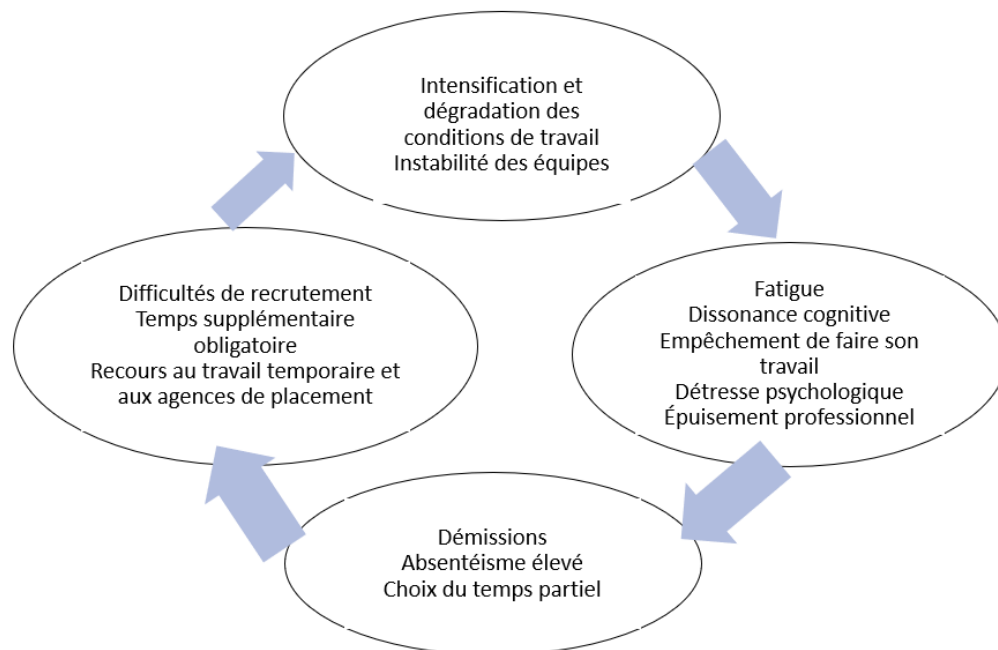 Intensification et
dégradation des
conditions de travail
Instabilité des équipes
Fatigue
Dissonance cognitive
Empêchement de faire son
travail
Détresse psychologique
Épuisement professionnel
Démissions
Absentéisme élevé
Choix du temps partiel
Difficultés de recrutement
Temps supplémentaire
obligatoire
Recours au travail temporaire et
aux agences de placement